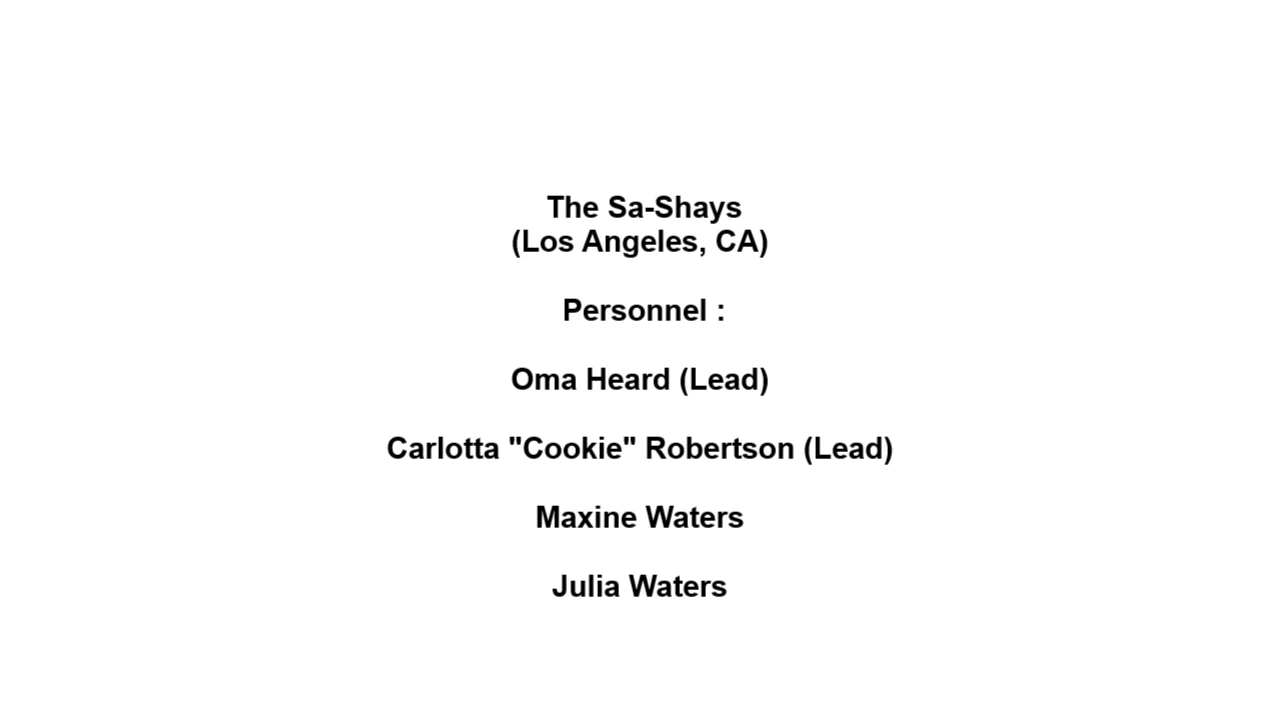 The Sa-Shays
(Los Angeles, CA)
Personnel :
Oma Heard (Lead)
Carlotta "Cookie" Robertson (Lead)
Maxine Waters
Julia Waters